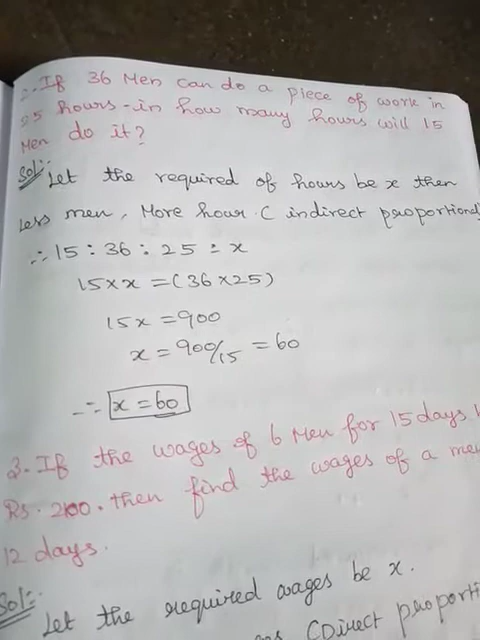 2. If 36 Men can do a piece of work in
25 hours - in how many hours will 15
Men do it?
Sol:- Let the required of hours be x then
Less men, More hour. C indirect proportional
∴ 15 : 36 : 25 : x
15 x x = (36 x 25)
15x = 900
x = 900/15 = 60
∴ x = 60
3. If the wages of 6 Men for 15 days
Rs. 2100. then find the wages of a men
12 days.
Sol:-
Let the required wages be x.
(Direct proporti